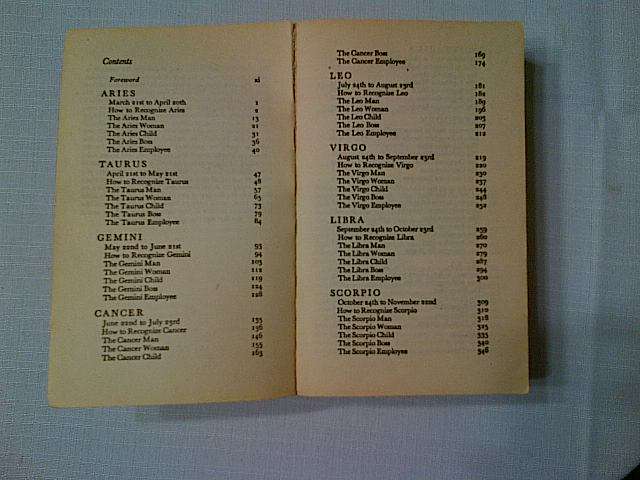 Contents
Foreword xi
ARIES
March 21st to April 20th 1
How to Recognize Aries 2
The Aries Man 13
The Aries Woman 21
The Aries Child 31
The Aries Boss 36
The Aries Employee 40
TAURUS
April 21st to May 21st 47
How to Recognize Taurus 48
The Taurus Man 57
The Taurus Woman 65
The Taurus Child 73
The Taurus Boss 79
The Taurus Employee 84
GEMINI
May 22nd to June 21st 93
How to Recognize Gemini 94
The Gemini Man 103
The Gemini Woman 112
The Gemini Child 119
The Gemini Boss 124
The Gemini Employee 128
CANCER
June 22nd to July 23rd 135
How to Recognize Cancer 136
The Cancer Man 146
The Cancer Woman 155
The Cancer Child 163
The Cancer Boss 169
The Cancer Employee 174
LEO
July 24th to August 23rd 181
How to Recognize Leo 182
The Leo Man 189
The Leo Woman 196
The Leo Child 203
The Leo Boss 207
The Leo Employee 212
VIRGO
August 24th to September 23rd 219
How to Recognize Virgo 220
The Virgo Man 230
The Virgo Woman 237
The Virgo Child 244
The Virgo Boss 248
The Virgo Employee 252
LIBRA
September 24th to October 23rd 259
How to Recognize Libra 260
The Libra Man 270
The Libra Woman 279
The Libra Child 287
The Libra Boss 294
The Libra Employee 300
SCORPIO
October 24th to November 22nd 309
How to Recognize Scorpio 310
The Scorpio Man 318
The Scorpio Woman 325
The Scorpio Child 335
The Scorpio Boss 340
The Scorpio Employee 346